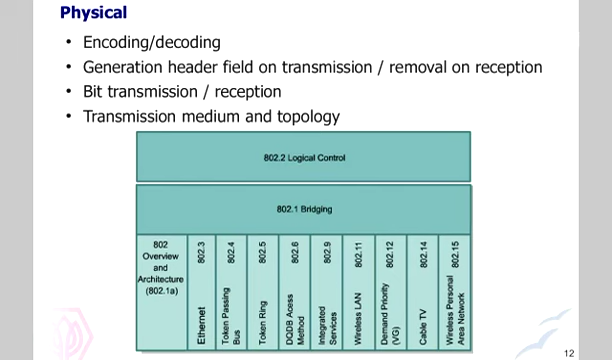 Physical
• Encoding/decoding
• Generation header field on transmission / removal on reception
• Bit transmission / reception
• Transmission medium and topology
802.2 Logical Control
802.1 Bridging
802
Overview
and
Architecture
(802.1a)
Ethernet 802.3
Token Passing
Bus 802.4
Token Ring 802.5
DQDB Acess
Method 802.6
Integrated
Services 802.9
Wireless LAN 802.11
Demand Priority
(VG) 802.12
Cable TV 802.14
Wireless Personal
Area Network 802.15
12